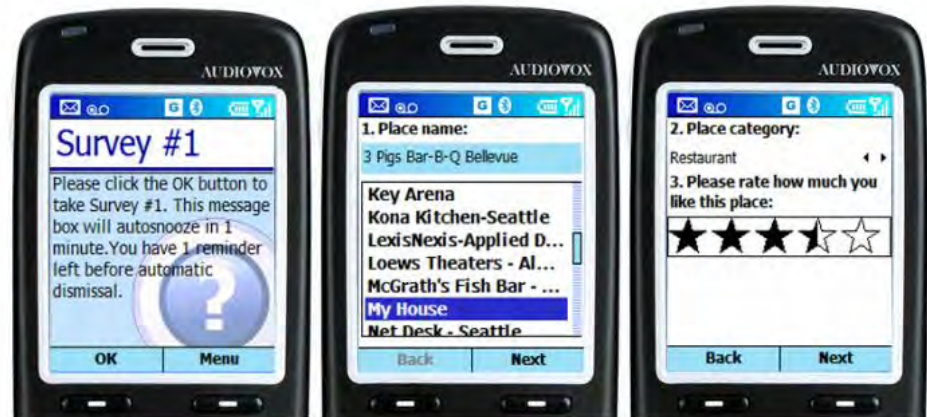 AUDIOVOX
G
Survey #1
Please click the OK button to
take Survey #1. This message
box will autosnooze in 1
minute.You have 1 reminder
left before automatic
dismissal.
?
OK Menu
AUDIOVOX
G
1. Place name:
3 Pigs Bar-B-Q Bellevue
Key Arena
Kona Kitchen-Seattle
LexisNexis-Applied D...
Loews Theaters - Al...
McGrath's Fish Bar - ...
My House
Net Desk - Seattle
Back Next
AUDIOVOX
G
2. Place category:
Restaurant
3. Please rate how much you
like this place:
Back Next